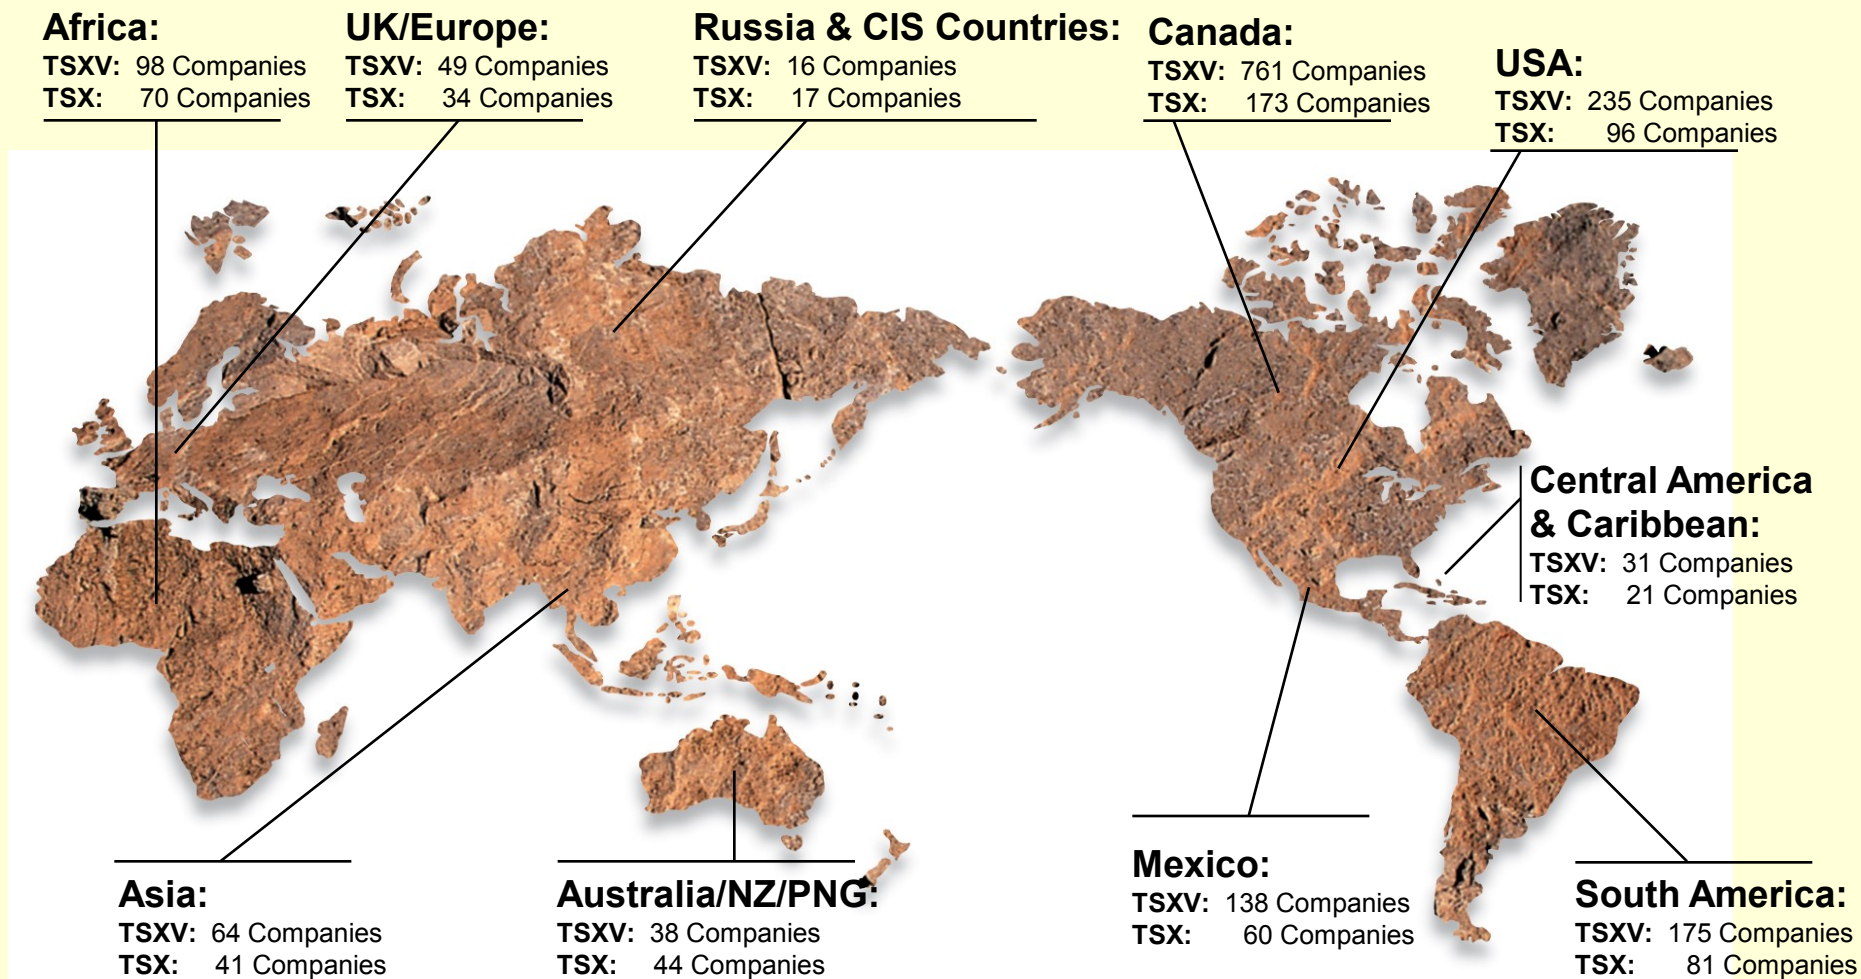 Africa:
TSXV: 98 Companies
TSX: 70 Companies
UK/Europe:
TSXV: 49 Companies
TSX: 34 Companies
Russia & CIS Countries:
TSXV: 16 Companies
TSX: 17 Companies
Canada:
TSXV: 761 Companies
TSX: 173 Companies
USA:
TSXV: 235 Companies
TSX: 96 Companies
Central America
& Caribbean:
TSXV: 31 Companies
TSX: 21 Companies
Asia:
TSXV: 64 Companies
TSX: 41 Companies
Australia/NZ/PNG:
TSXV: 38 Companies
TSX: 44 Companies
Mexico:
TSXV: 138 Companies
TSX: 60 Companies
South America:
TSXV: 175 Companies
TSX: 81 Companies